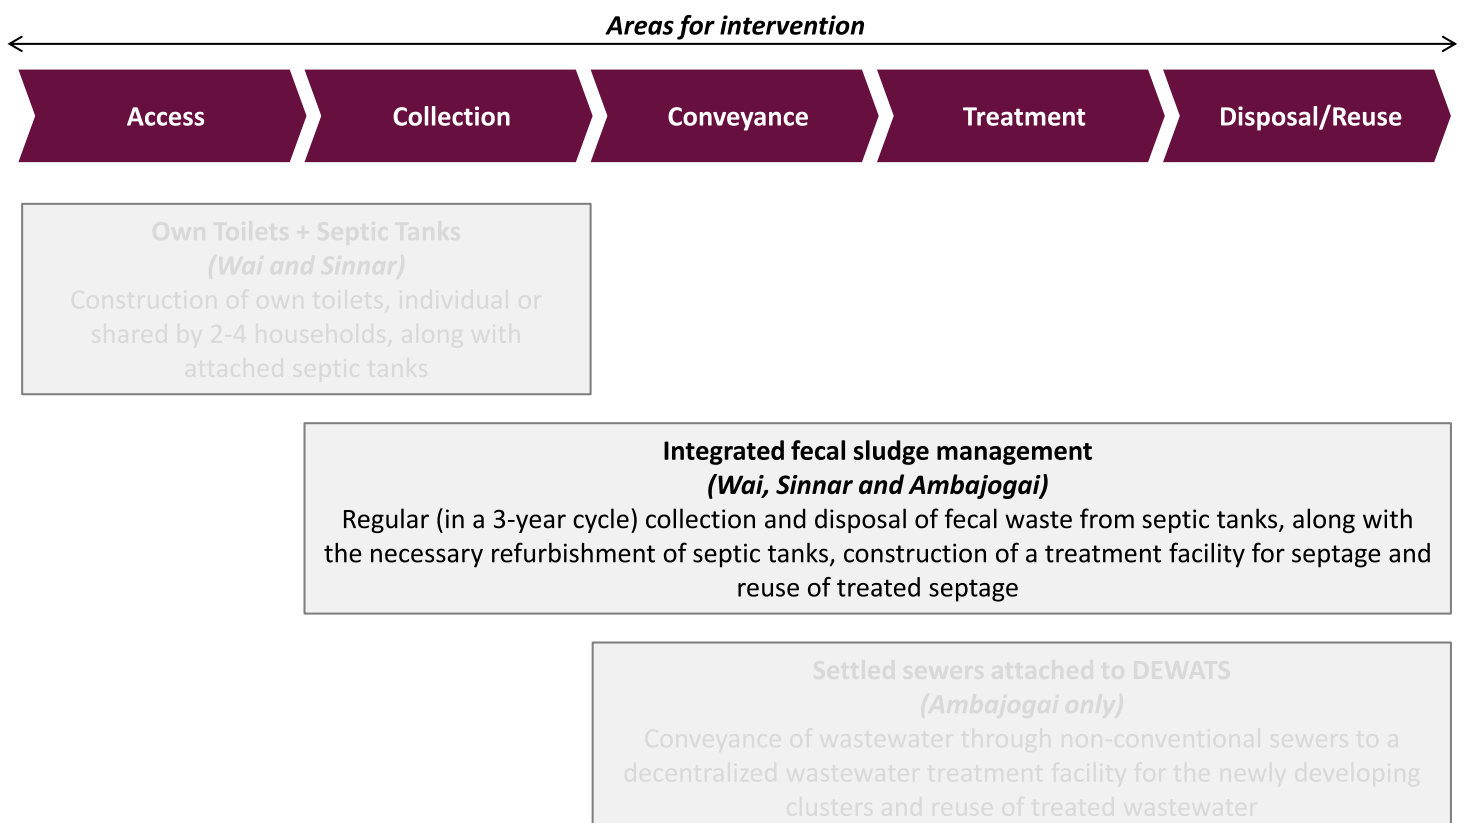 Areas for intervention
Access
Collection
Conveyance
Treatment
Disposal/Reuse
Own Toilets + Septic Tanks
(Wai and Sinnar)
Construction of own toilets, individual or
shared by 2-4 households, along with
attached septic tanks
Integrated fecal sludge management
(Wai, Sinnar and Ambajogai)
Regular (in a 3-year cycle) collection and disposal of fecal waste from septic tanks, along with
the necessary refurbishment of septic tanks, construction of a treatment facility for septage and
reuse of treated septage
Settled sewers attached to DEWATS
(Ambajogai only)
Conveyance of wastewater through non-conventional sewers to a
decentralized wastewater treatment facility for the newly developing
clusters and reuse of treated wastewater